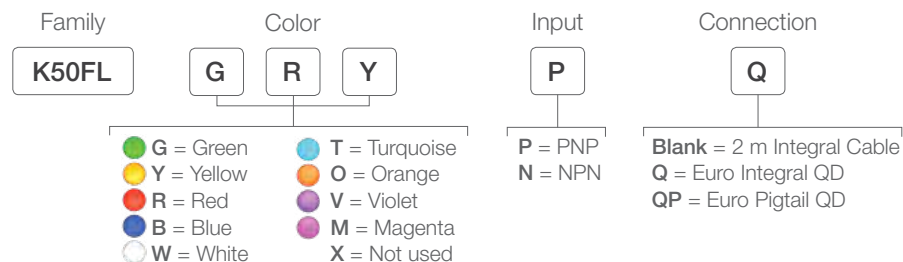 Family Color Input Connection
K50FL G R Y P Q
G = Green
Y = Yellow
R = Red
B = Blue
W = White
T = Turquoise
O = Orange
V = Violet
M = Magenta
X = Not used
P = PNP
N = NPN
Blank = 2 m Integral Cable
Q = Euro Integral QD
QP = Euro Pigtail QD